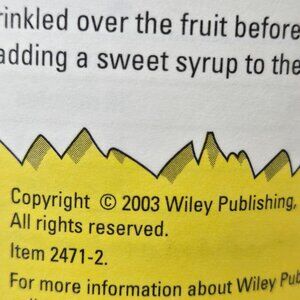 rinkled over the fruit before
adding a sweet syrup to the
Copyright © 2003 Wiley Publishing,
All rights reserved.
Item 2471-2.
For more information about Wiley Pub